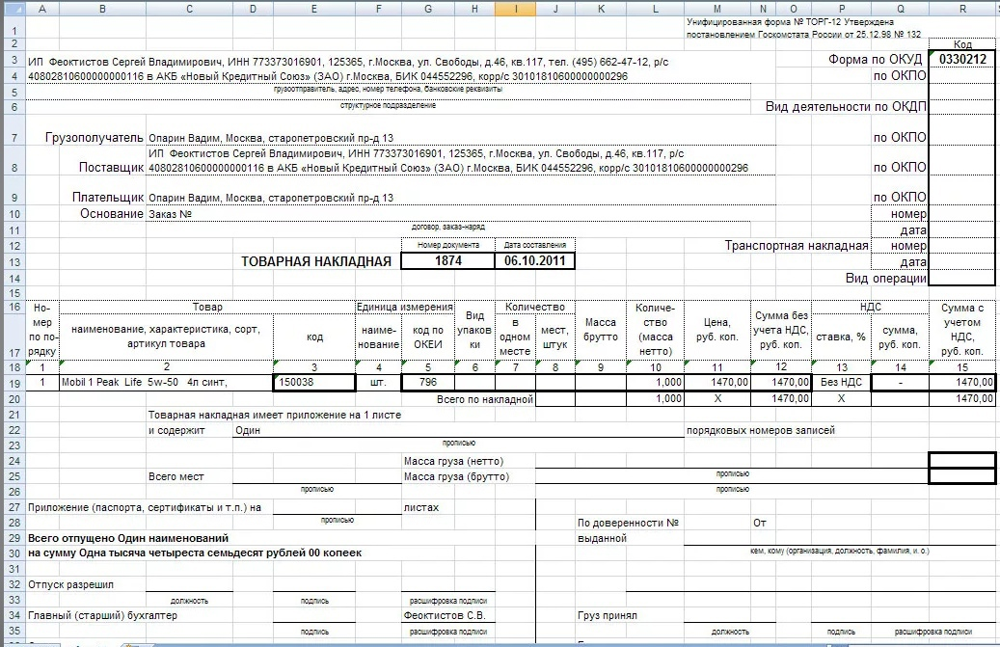 A B C D E F G H I J K L M N O P Q R
1 Унифицированная форма № ТОРГ-12 Утверждена
постановлением Госкомстата России от 25.12.98 № 132
2 Код
3 ИП Феоктистов Сергей Владимирович, ИНН 773373016901, 125365, г.Москва, ул. Свободы, д.46, кв.117, тел. (495) 662-47-12, р/с Форма по ОКУД 0330212
4 40802810600000000116 в АКБ «Новый Кредитный Союз» (ЗАО) г.Москва, БИК 044552296, корр/с 30101810600000000296 по ОКПО
5 грузоотправитель, адрес, номер телефона, банковские реквизиты
6 структурное подразделение Вид деятельности по ОКДП
7 Грузополучатель Опарин Вадим, Москва, старопетровский пр-д 13 по ОКПО
ИП Феоктистов Сергей Владимирович, ИНН 773373016901, 125365, г.Москва, ул. Свободы, д.46, кв.117, р/с
8 Поставщик 40802810600000000116 в АКБ «Новый Кредитный Союз» (ЗАО) г.Москва, БИК 044552296, корр/с 30101810600000000296 по ОКПО
9 Плательщик Опарин Вадим, Москва, старопетровский пр-д 13 по ОКПО
10 Основание Заказ № номер
11 договор, заказ-наряд дата
12 Номер документа Дата составления Транспортная накладная номер
13 ТОВАРНАЯ НАКЛАДНАЯ 1874 06.10.2011 дата
14 Вид операции
15
16 Но-мер по по-рядку Товар Единица измерения Вид упаков ки Количество Масса брутто Количе-ство (масса нетто) Цена, руб. коп. Сумма без учета НДС, руб. коп. НДС Сумма с учетом НДС, руб. коп.
17 наименование, характеристика, сорт, артикул товара код наиме-нование код по ОКЕИ в одном месте мест, штук ставка, % сумма, руб. коп.
18 1 2 3 4 5 6 7 8 9 10 11 12 13 14 15
19 1 Mobil 1 Peak Life 5w-50 4л синт, 150038 шт. 796 1,000 1470,00 1470,00 Без НДС - 1470,00
20 Всего по накладной 1,000 X 1470,00 X 1470,00
21 Товарная накладная имеет приложение на 1 листе
22 и содержит Один порядковых номеров записей
23 прописью
24 Масса груза (нетто)
25 Всего мест Масса груза (брутто) прописью
26 прописью прописью
27 Приложение (паспорта, сертификаты и т.п.) на листах
28 прописью По доверенности № От
29 Всего отпущено Один наименований выданной
30 на сумму Одна тысяча четыреста семьдесят рублей 00 копеек кем, кому (организация, должность, фамилия, и. о.)
31
32 Отпуск разрешил
33 должность подпись расшифровка подписи
34 Главный (старший) бухгалтер Феоктистов С.В. Груз принял
35 подпись расшифровка подписи должность подпись расшифровка подписи